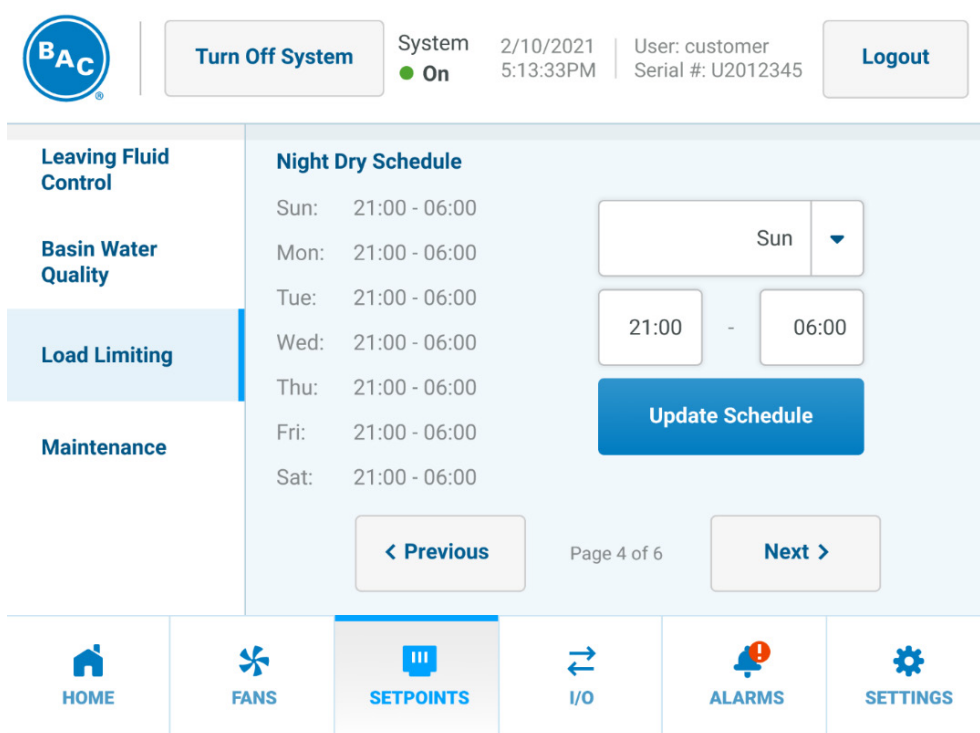 BAC
®
Turn Off System
System
On
2/10/2021
5:13:33PM
User: customer
Serial #: U2012345
Logout
Leaving Fluid
Control
Basin Water
Quality
Load Limiting
Maintenance
Night Dry Schedule
Sun: 21:00 - 06:00
Mon: 21:00 - 06:00
Tue: 21:00 - 06:00
Wed: 21:00 - 06:00
Thu: 21:00 - 06:00
Fri: 21:00 - 06:00
Sat: 21:00 - 06:00
Sun
21:00 - 06:00
Update Schedule
< Previous
Page 4 of 6
Next >
HOME
FANS
SETPOINTS
I/O
ALARMS
SETTINGS